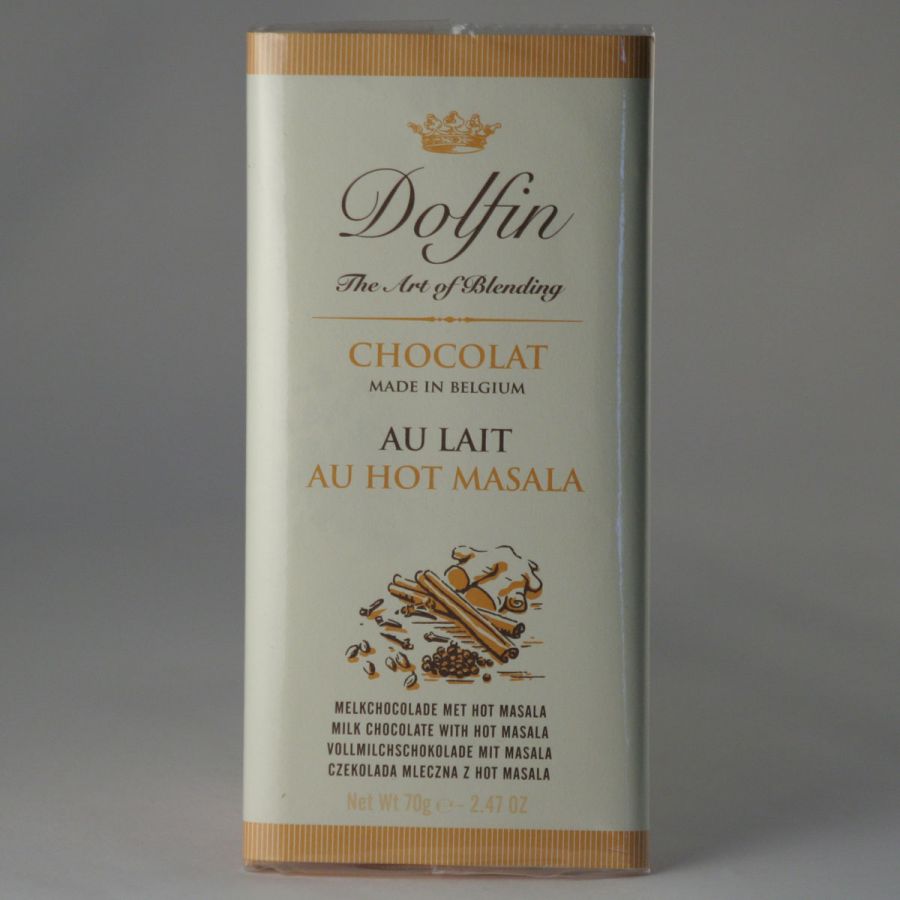 Dolfin
The Art of Blending
CHOCOLAT
MADE IN BELGIUM
AU LAIT
AU HOT MASALA
MELKCHOCOLADE MET HOT MASALA
MILK CHOCOLATE WITH HOT MASALA
VOLLMILCHSCHOKOLADE MIT MASALA
CZEKOLADA MLECZNA Z HOT MASALA
Net Wt 70g ℮ - 2.47 OZ